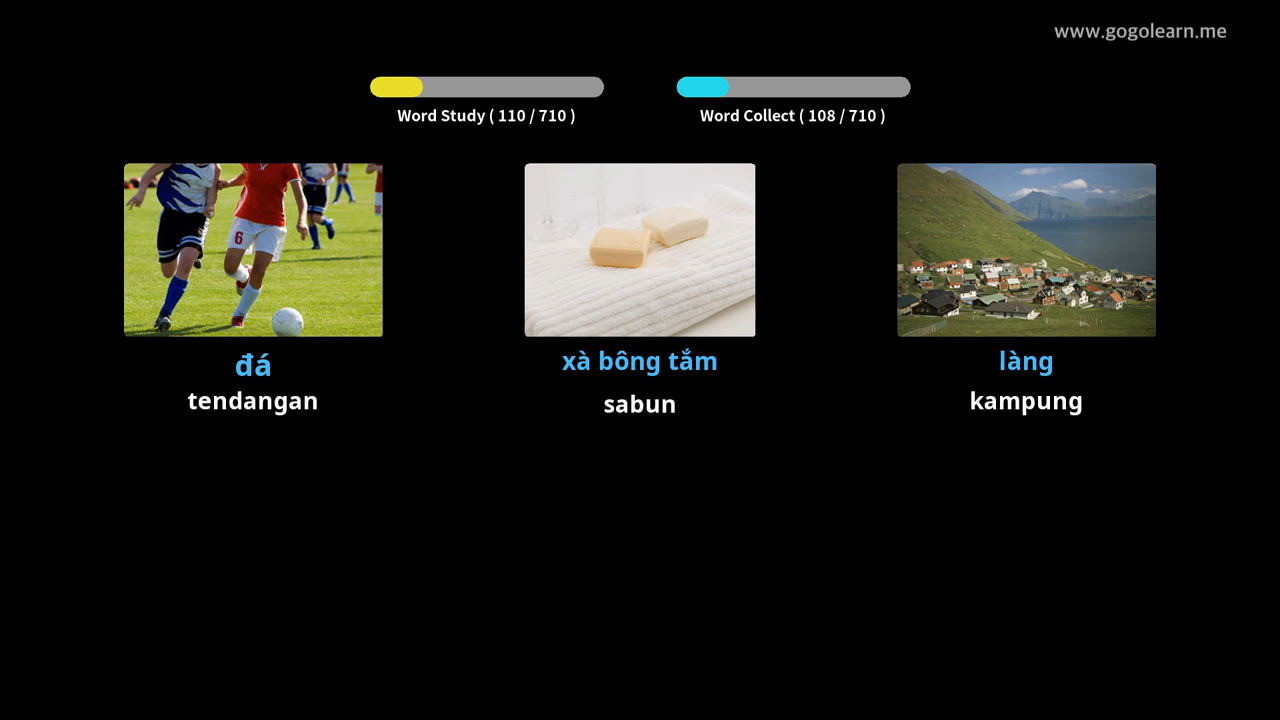 www.gogolearn.me
Word Study ( 110 / 710 )
Word Collect ( 108 / 710 )
6
đá
xà bông tắm
làng
tendangan
sabun
kampung